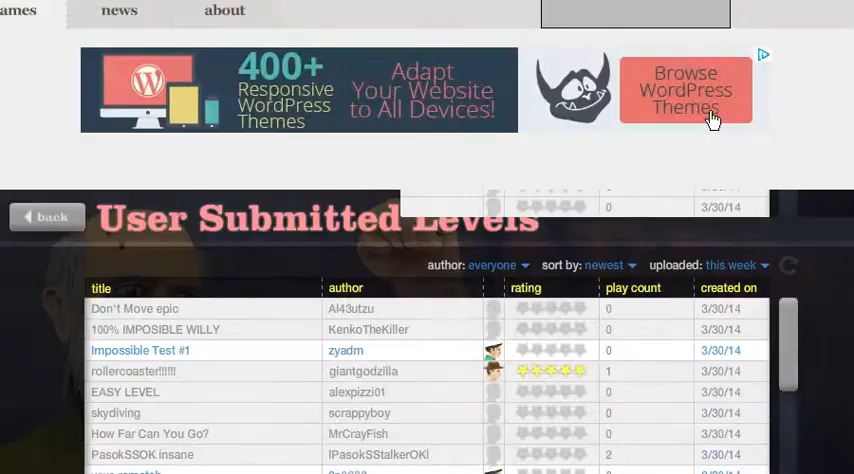 ames news about
400+
Responsive
WordPress
Themes
Adapt
Your Website
to All Devices!
Browse
WordPress
Themes
0 3/30/14
back
User Submitted Levels
author: everyone sort by: newest uploaded: this week
title author rating play count created on
Don't Move epic Al43utzu 0 3/30/14
100% IMPOSIBLE WILLY KenkoTheKiller 0 3/30/14
Impossible Test #1 zyadm 0 3/30/14
rollercoaster!!!!!! giantgodzilla 1 3/30/14
EASY LEVEL alexpizzi01 0 3/30/14
skydiving scrappyboy 0 3/30/14
How Far Can You Go? MrCrayFish 0 3/30/14
PasokSSOK insane IPasokSStalkerOKI 2 3/30/14